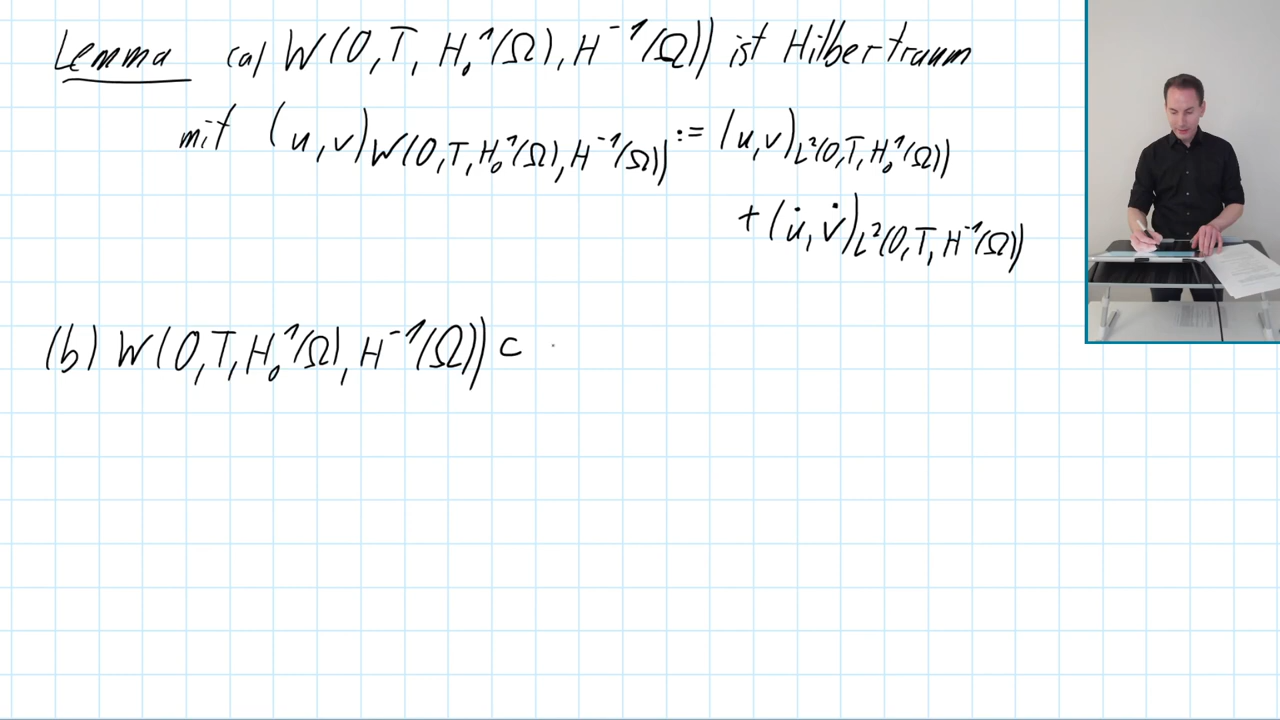 Lemma (a) W(0,T, H₀¹(Ω), H⁻¹(Ω)) ist Hilbertraum
mit (u,v)_{W(0,T,H₀¹(Ω),H⁻¹(Ω))} := (u,v)_{L²(0,T,H₀¹(Ω))}
+ (u̇,v̇)_{L²(0,T,H⁻¹(Ω))}
(b) W(0,T,H₀¹(Ω),H⁻¹(Ω)) ⊂